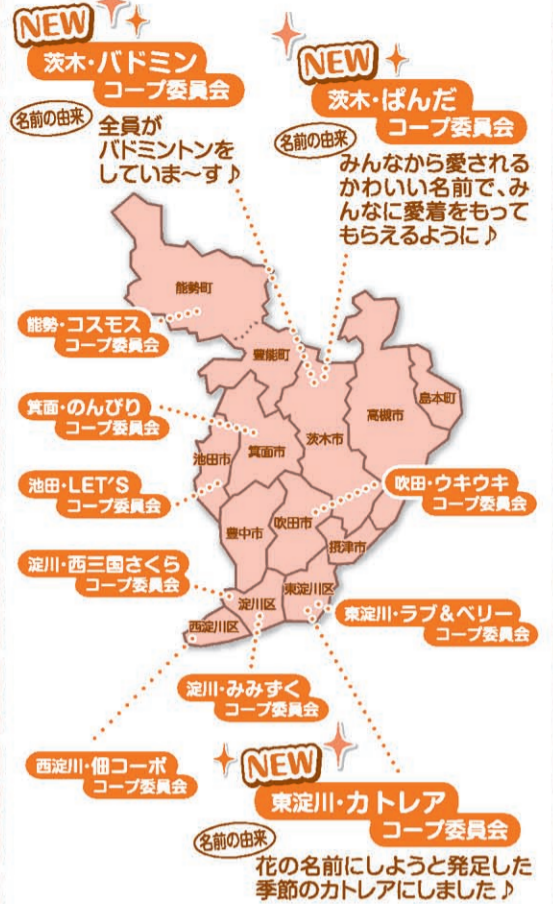 NEW
茨木・バドミン
コープ委員会
名前の由来
全員が
バドミントンを
していま〜す♪
NEW
茨木・ぱんだ
コープ委員会
名前の由来
みんなから愛される
かわいい名前で、み
んなに愛着をもって
もらえるように♪
能勢町
能勢・コスモス
コープ委員会
豊能町
島本町
高槻市
茨木市
箕面・のんびり
コープ委員会
箕面市
池田市
池田・LET'S
コープ委員会
吹田・ウキウキ
コープ委員会
豊中市
吹田市
摂津市
淀川・西三国さくら
コープ委員会
東淀川区
淀川区
西淀川区
東淀川・ラブ&ベリー
コープ委員会
淀川・みみずく
コープ委員会
西淀川・佃コーポ
コープ委員会
NEW
東淀川・カトレア
コープ委員会
名前の由来
花の名前にしようと発足した
季節のカトレアにしました♪